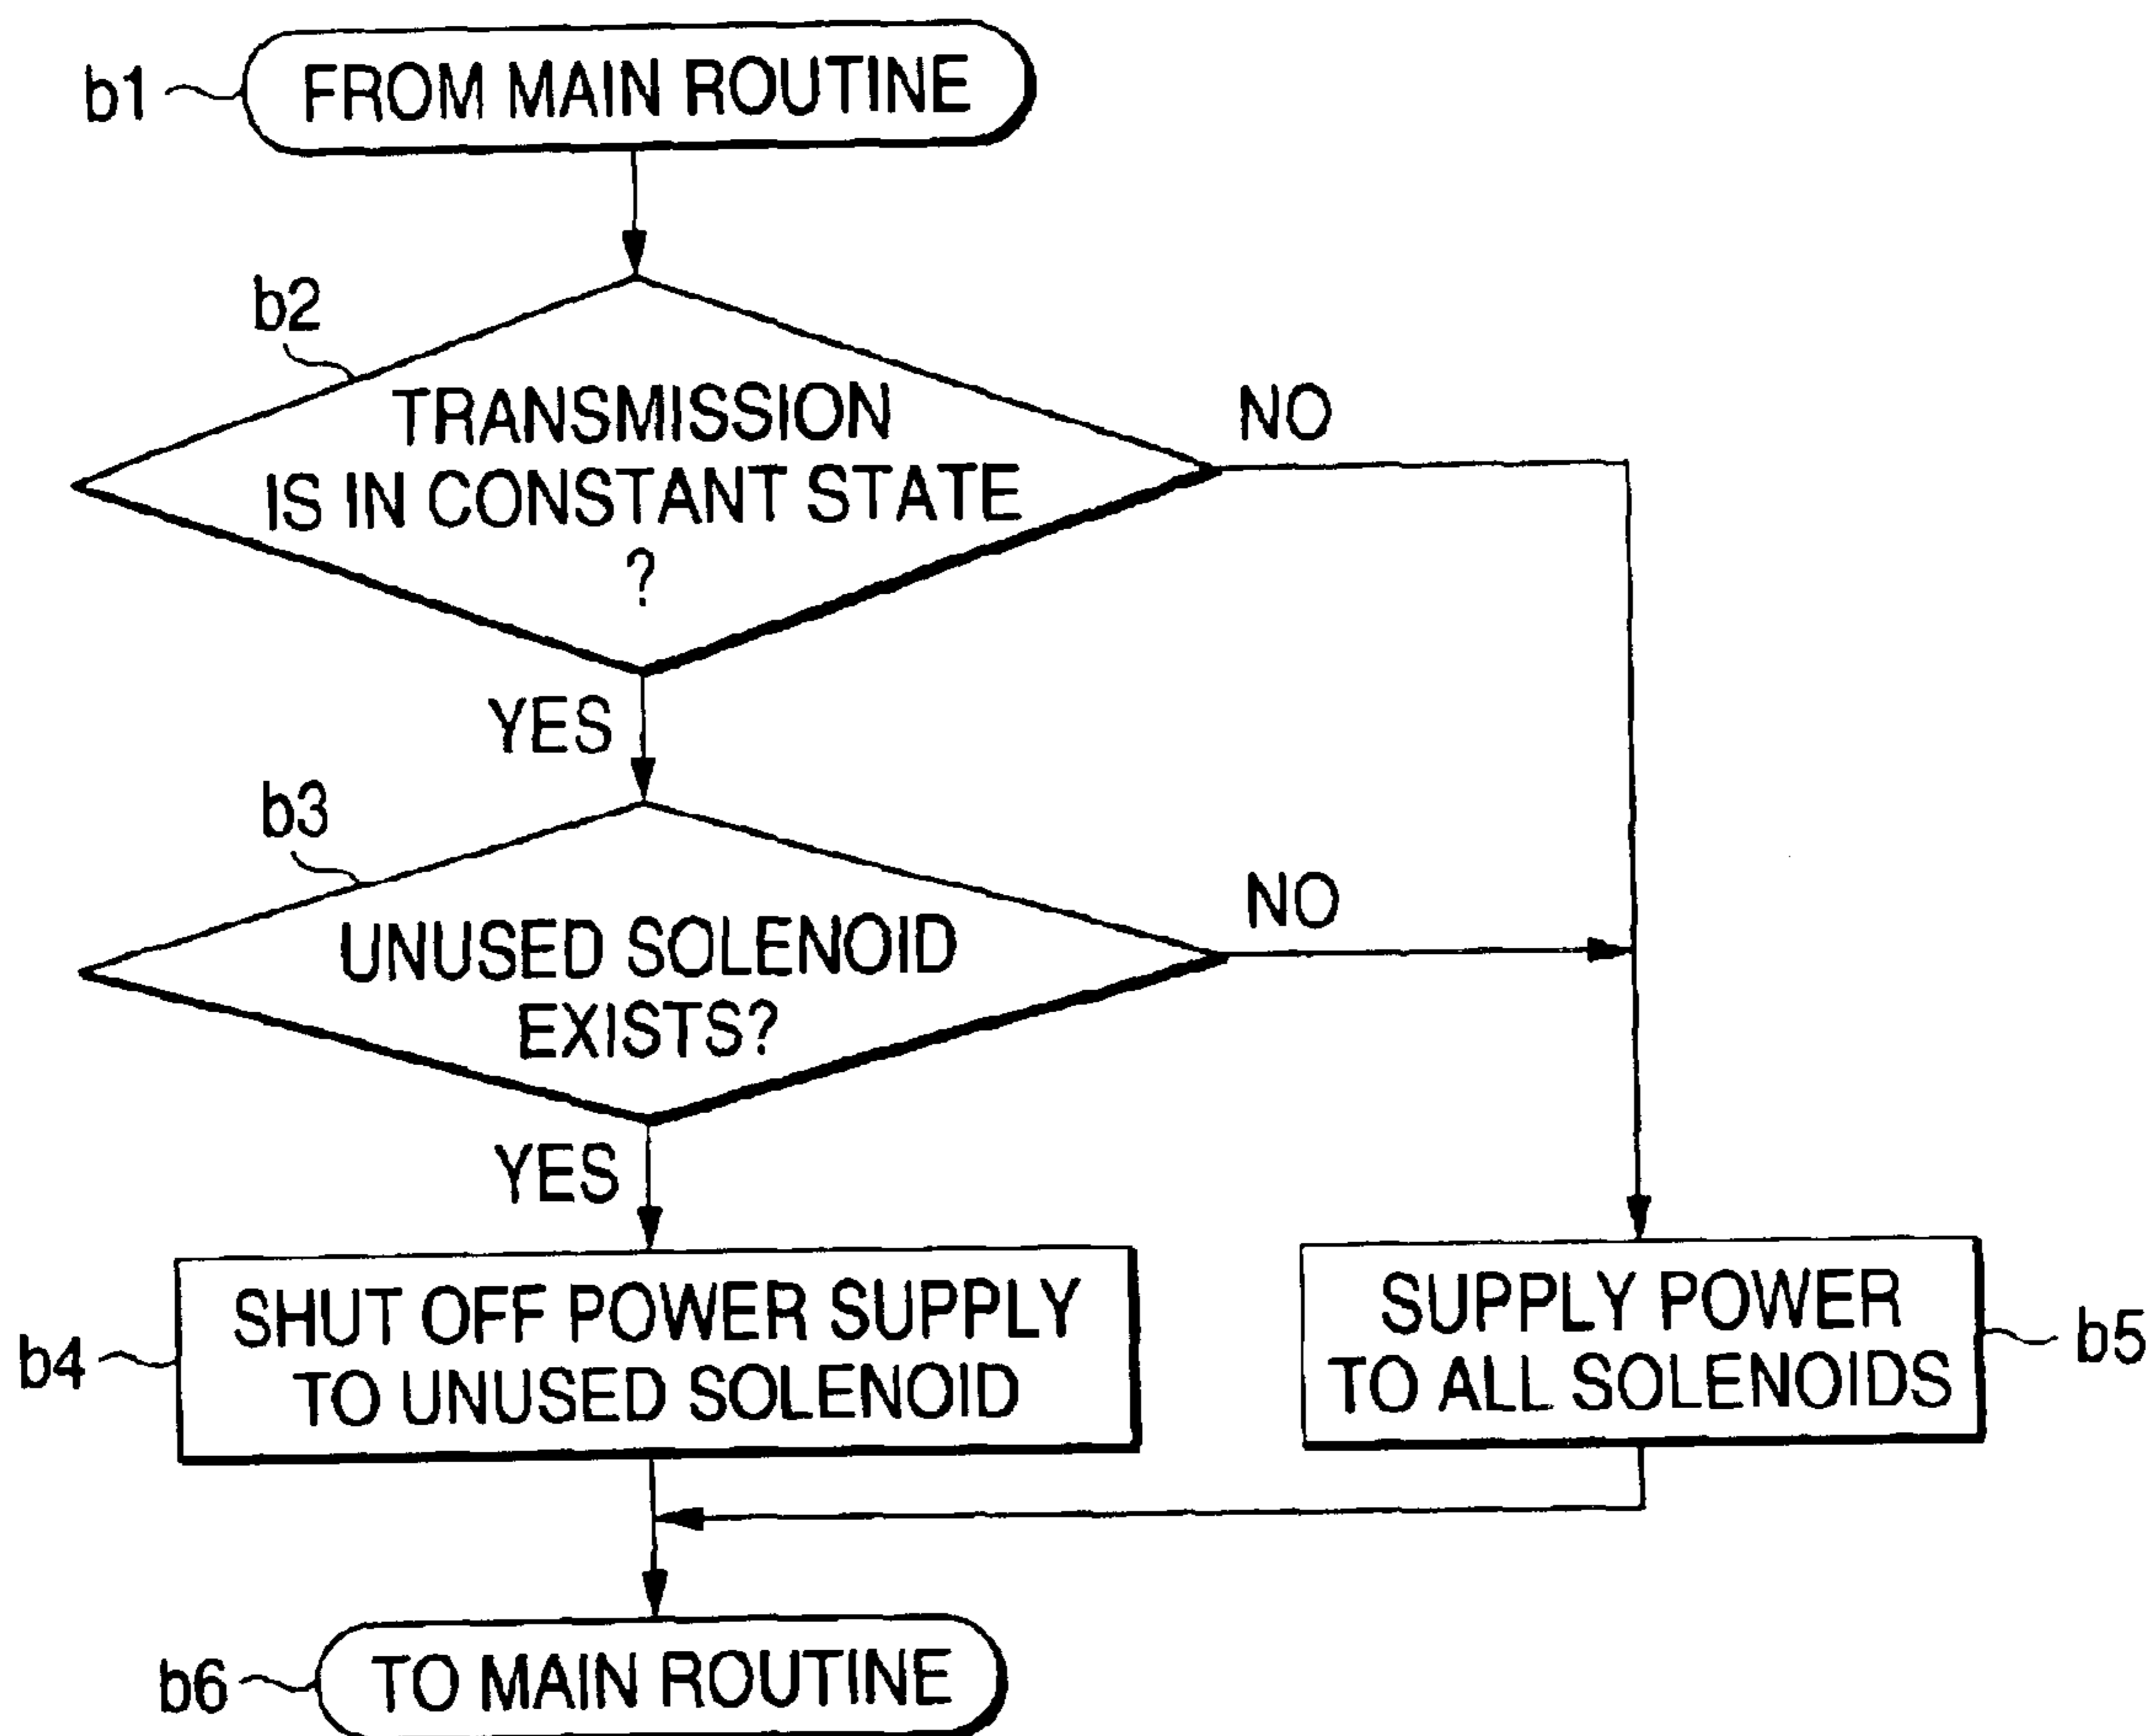 b1
FROM MAIN ROUTINE
b2
TRANSMISSION
IS IN CONSTANT STATE
?
NO
YES
b3
UNUSED SOLENOID
EXISTS?
NO
YES
b4
SHUT OFF POWER SUPPLY
TO UNUSED SOLENOID
SUPPLY POWER
TO ALL SOLENOIDS
b5
b6
TO MAIN ROUTINE